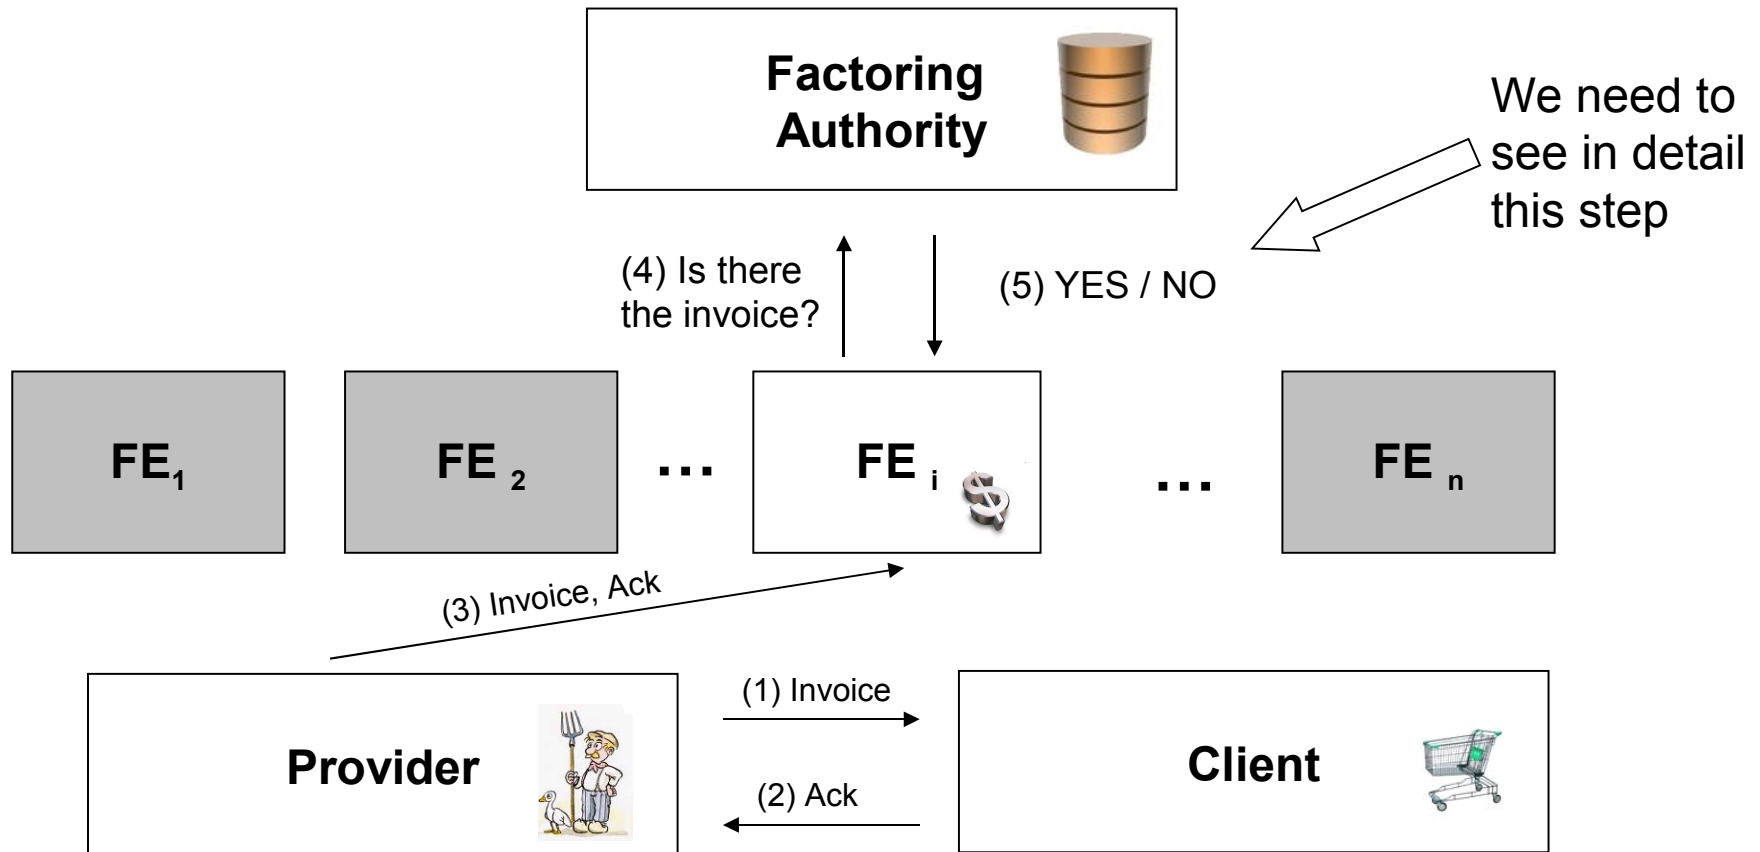 Factoring
Authority
We need to
see in detail
this step
(4) Is there
the invoice?
(5) YES / NO
FE₁
FE ₂
...
FE ᵢ
...
FE ₙ
(3) Invoice, Ack
(1) Invoice
Provider
Client
(2) Ack